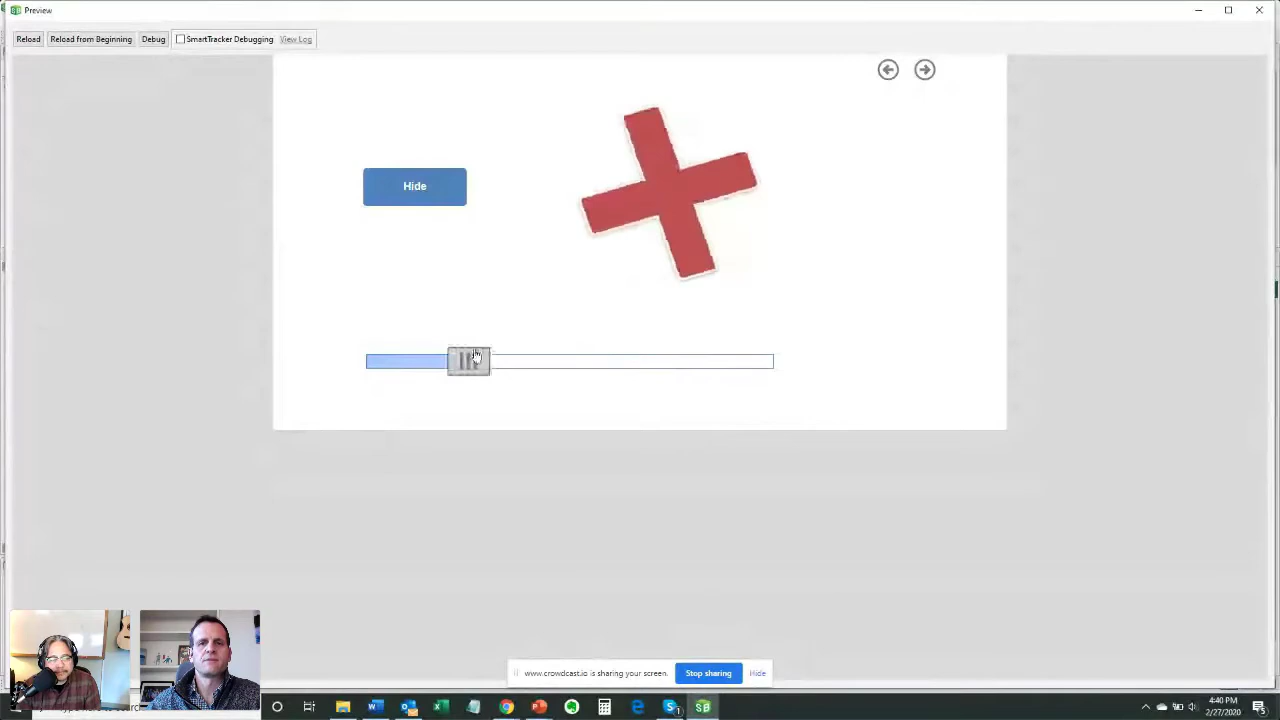 Preview
Reload Reload from Beginning Debug SmartTracker Debugging View Log
Hide
www.crowdcast.io is sharing your screen. Stop sharing Hide
4:40 PM
2/27/2020